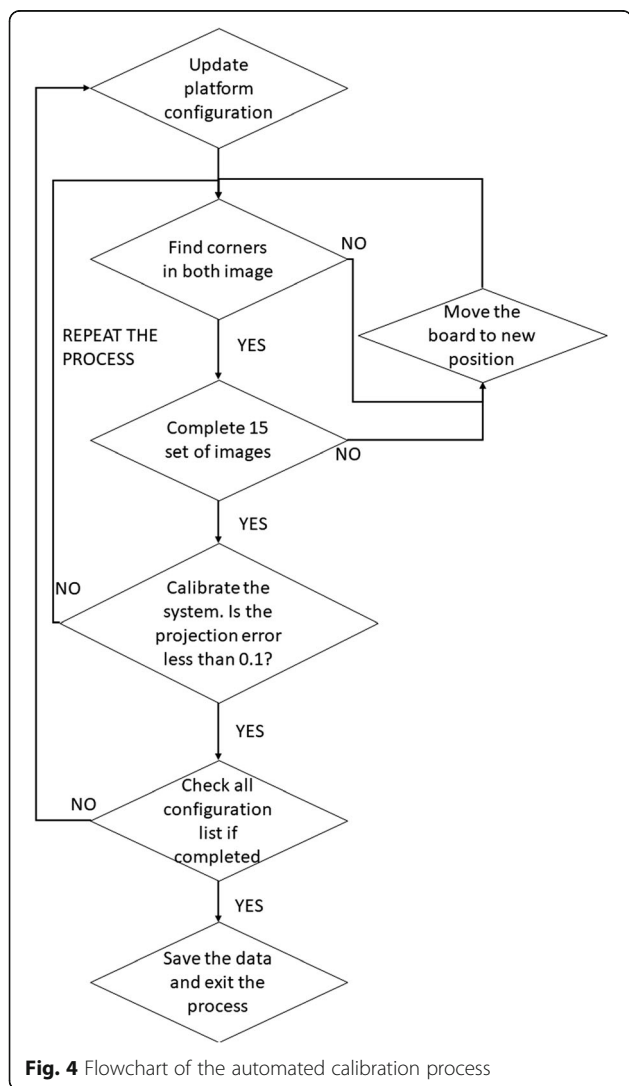 Update
platform
configuration
Find corners
in both image
NO
Move the
board to new
position
REPEAT THE
PROCESS
YES
Complete 15
set of images
NO
YES
NO
Calibrate the
system. Is the
projection error
less than 0.1?
YES
NO
Check all
configuration
list if
completed
YES
Save the data
and exit the
process
Fig. 4 Flowchart of the automated calibration process